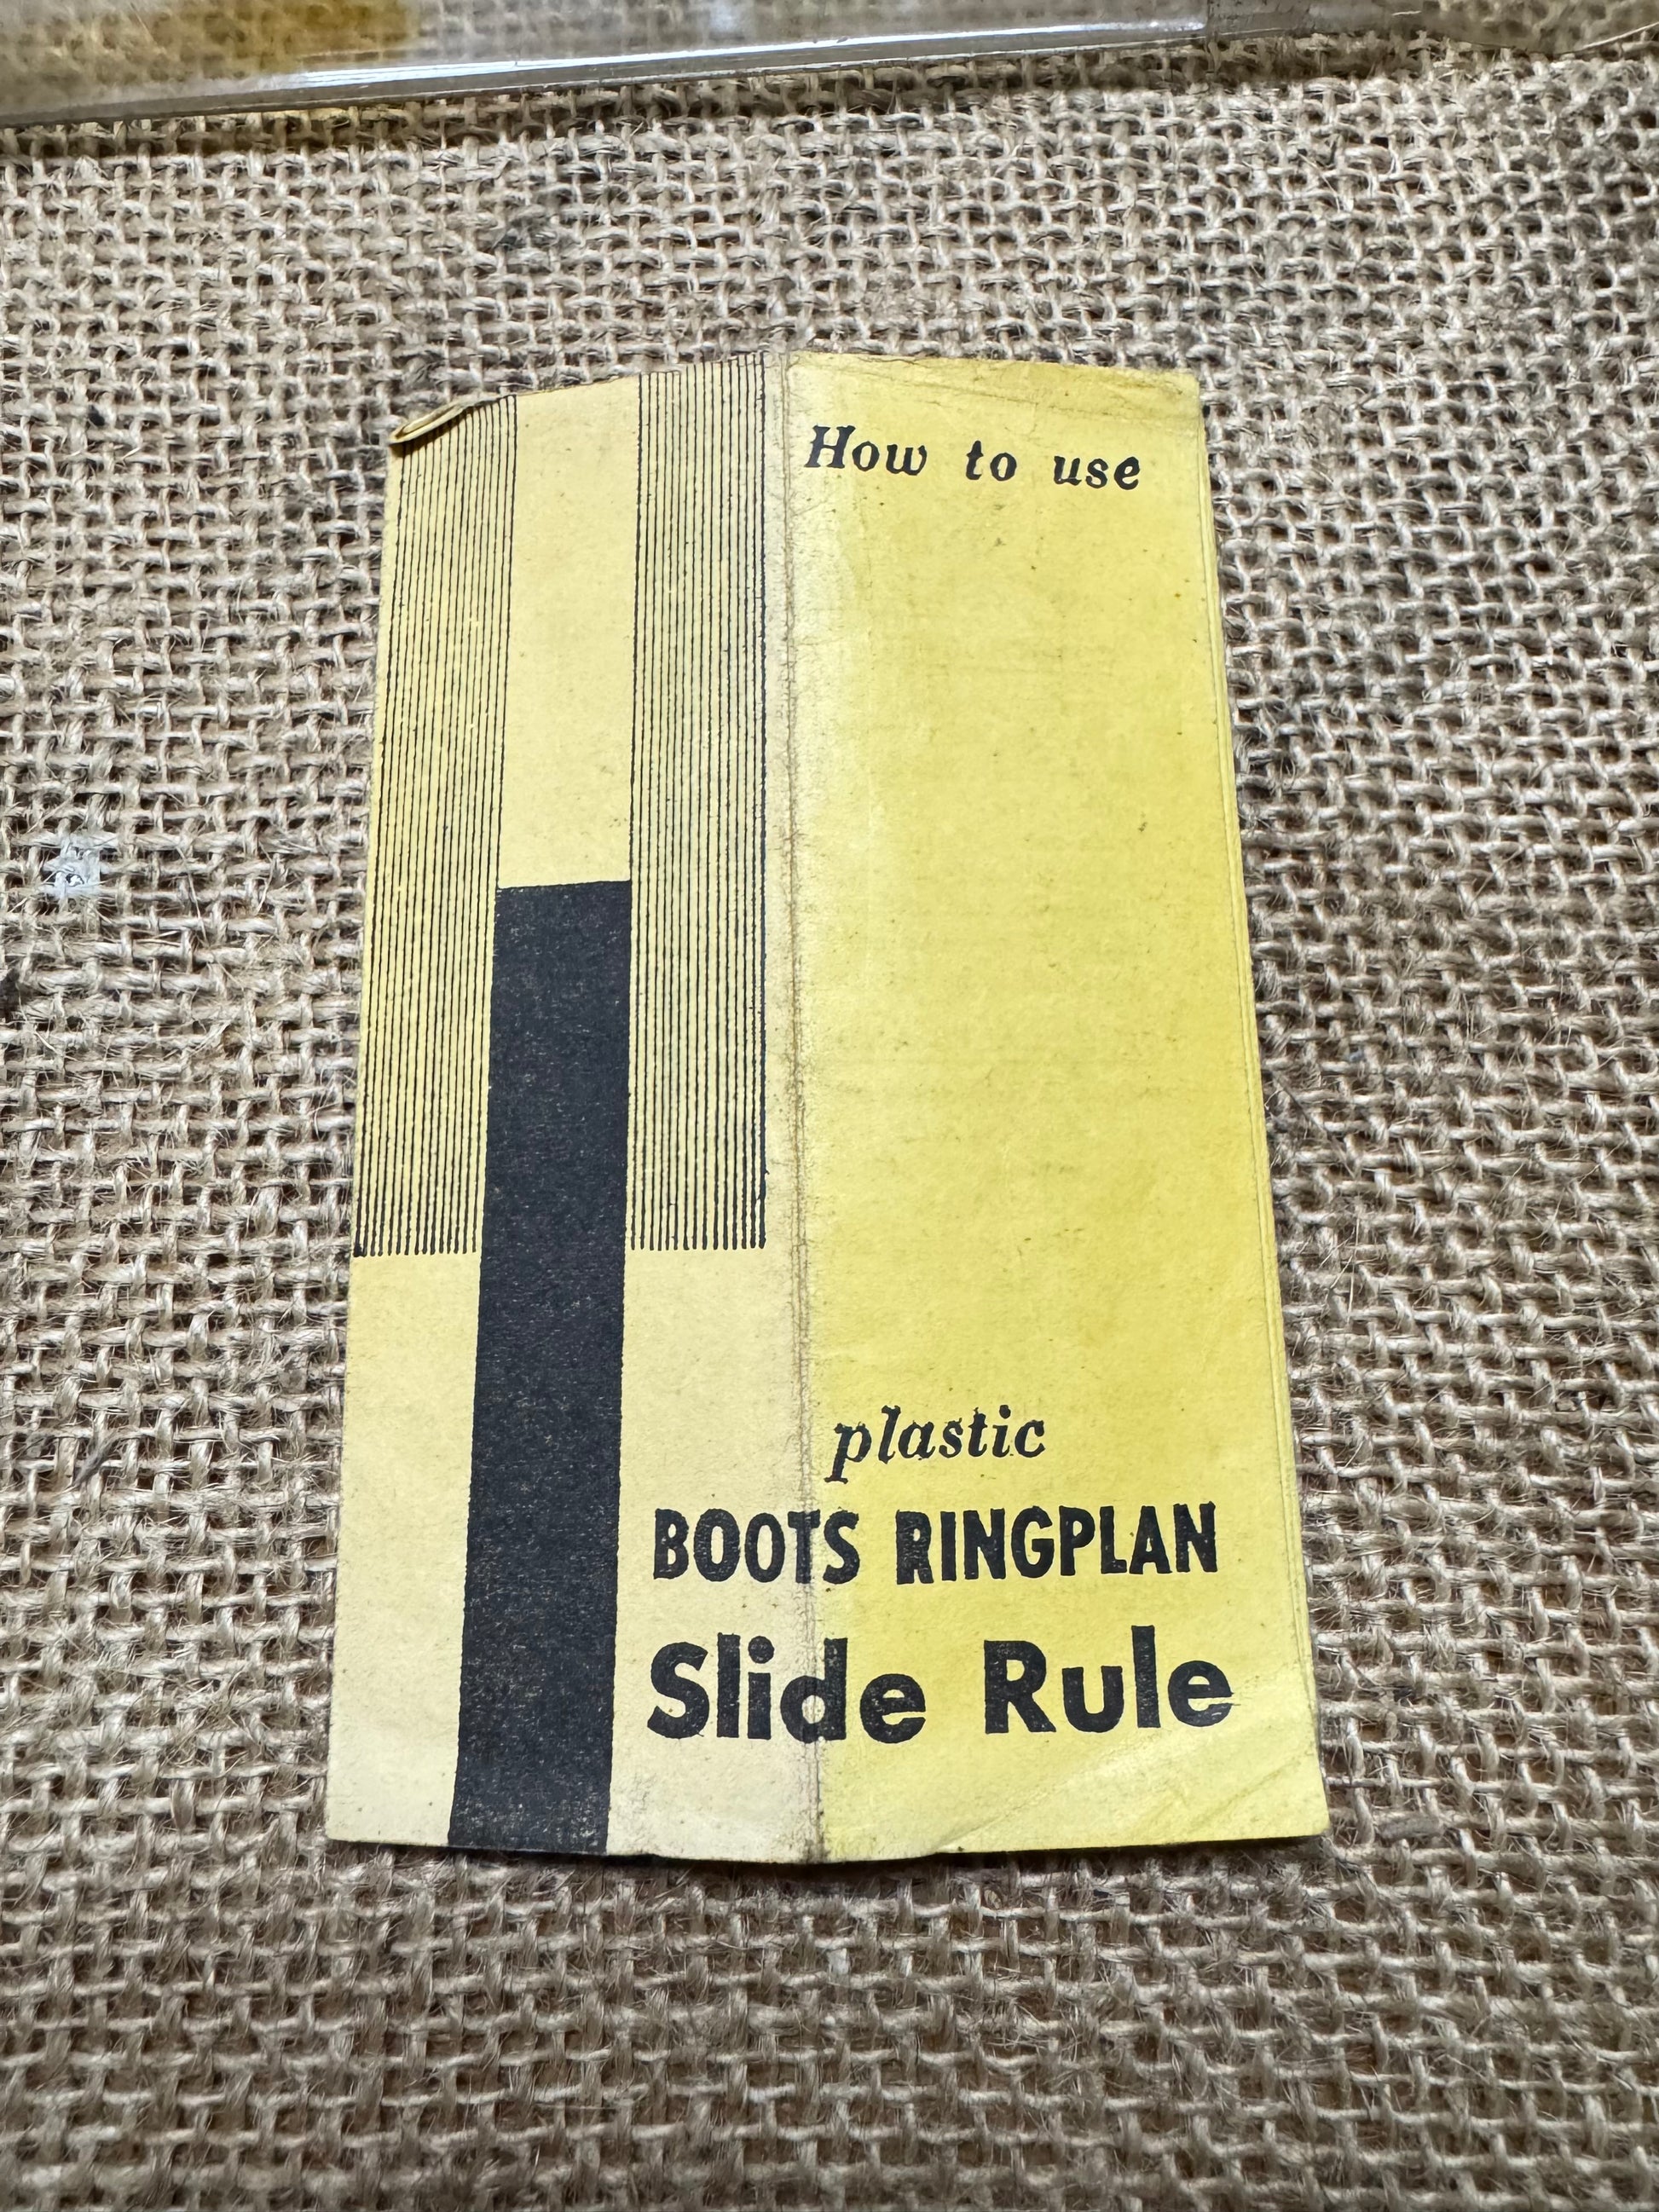 How to use
plastic
BOOTS RINGPLAN
Slide Rule